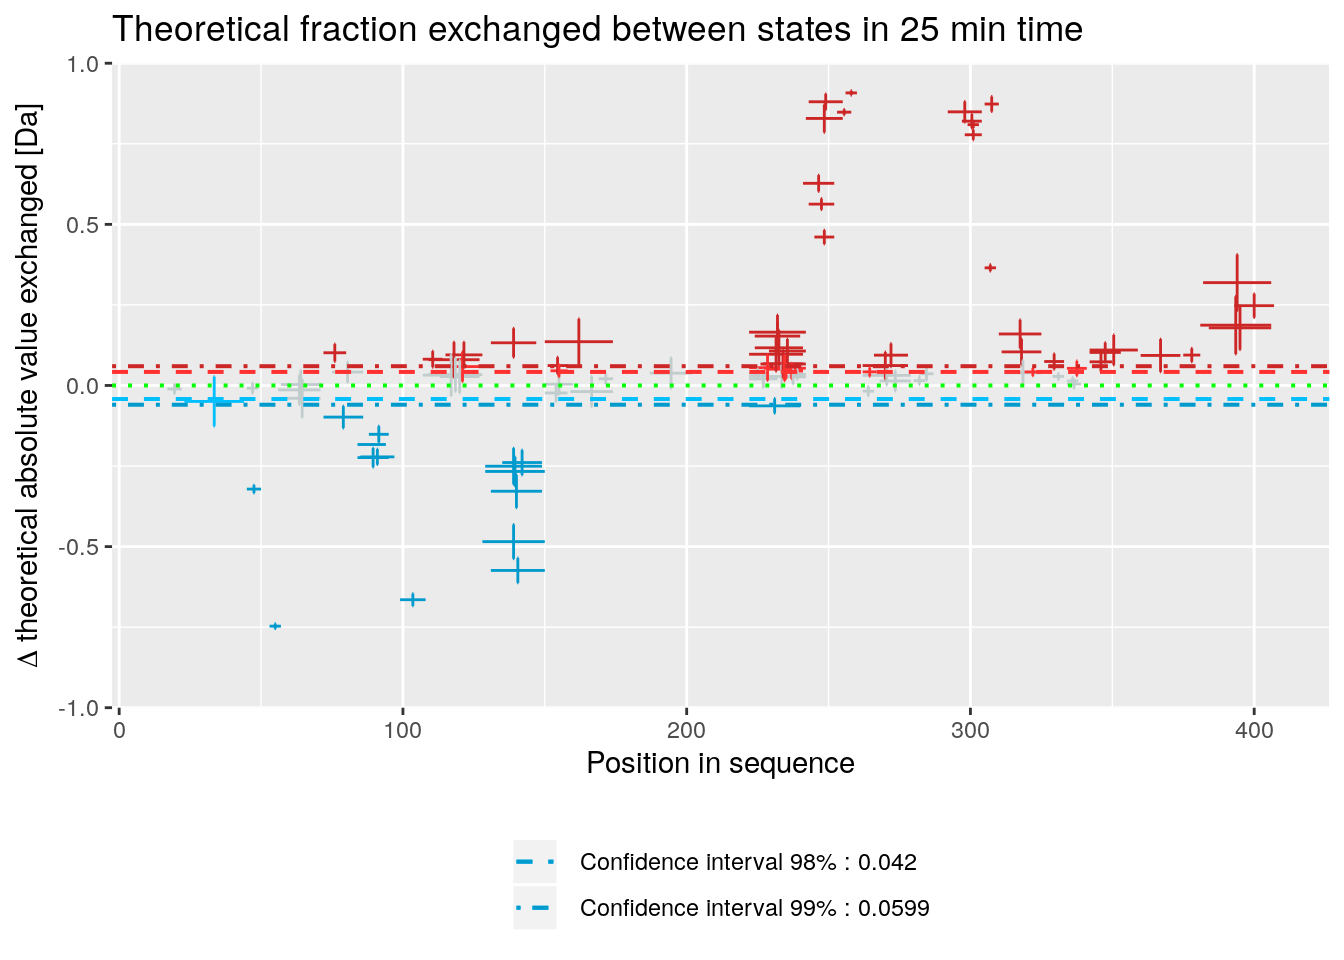 Theoretical fraction exchanged between states in 25 min time
Δ theoretical absolute value exchanged [Da]
1.0
0.5
0.0
-0.5
-1.0
0 100 200 300 400
Position in sequence
Confidence interval 98% : 0.042
Confidence interval 99% : 0.0599